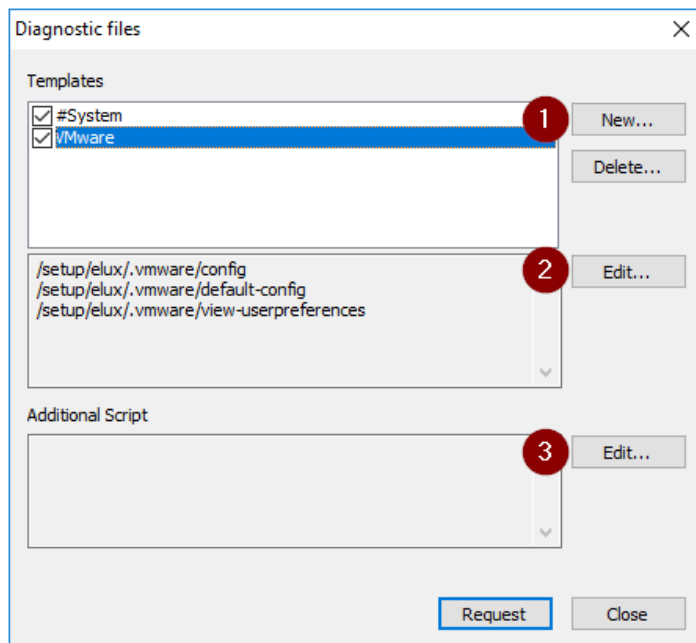 Diagnostic files
Templates
#System
VMware
1
New...
Delete...
/setup/elux/.vmware/config
/setup/elux/.vmware/default-config
/setup/elux/.vmware/view-userpreferences
2
Edit...
Additional Script
3
Edit...
Request
Close